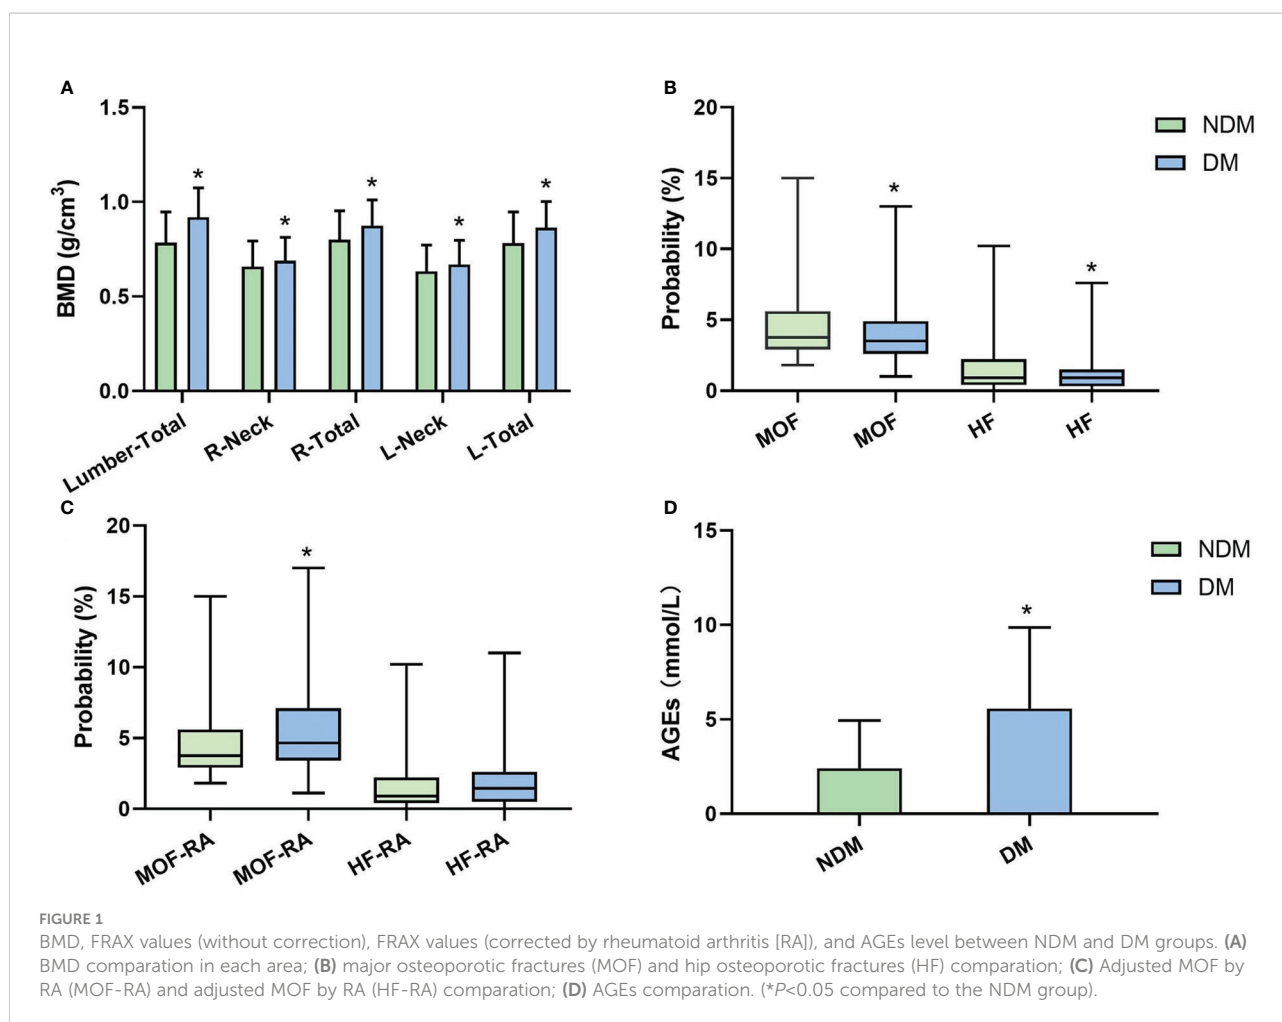 A
1.5
1.0
0.5
0.0
BMD (g/cm³)
*
*
*
*
*
Lumber-Total
R-Neck
R-Total
L-Neck
L-Total
B
20
15
10
5
0
Probability (%)
*
*
MOF
MOF
HF
HF
NDM
DM
C
20
15
10
5
0
Probability (%)
*
MOF-RA
MOF-RA
HF-RA
HF-RA
D
15
10
5
0
AGEs (mmol/L)
*
NDM
DM
NDM
DM
FIGURE 1
BMD, FRAX values (without correction), FRAX values (corrected by rheumatoid arthritis [RA]), and AGEs level between NDM and DM groups. (A)
BMD comparation in each area; (B) major osteoporotic fractures (MOF) and hip osteoporotic fractures (HF) comparation; (C) Adjusted MOF by
RA (MOF-RA) and adjusted MOF by RA (HF-RA) comparation; (D) AGEs comparation. (*P<0.05 compared to the NDM group).